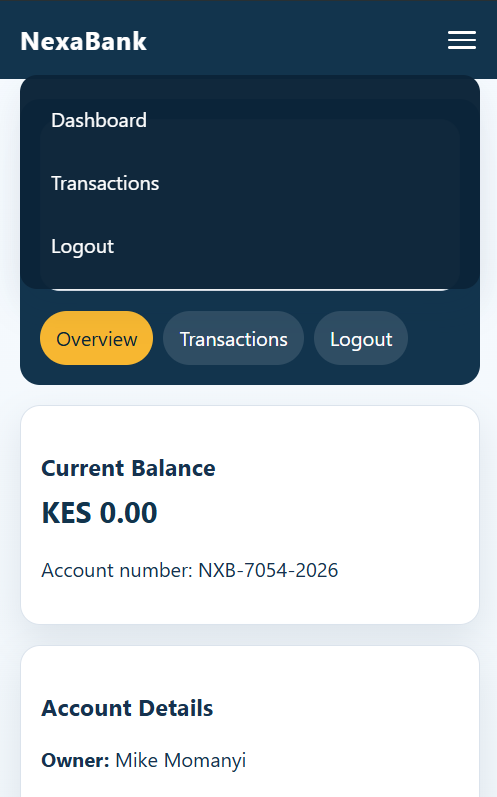 NexaBank
Dashboard
Transactions
Logout
Overview Transactions Logout
Current Balance
KES 0.00
Account number: NXB-7054-2026
Account Details
Owner: Mike Momanyi